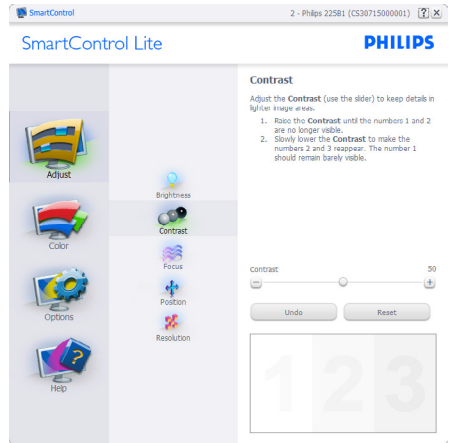 SmartControl
2 - Philips 225B1 (CS30715000001)
?
SmartControl Lite
PHILIPS
Contrast
Adjust the Contrast (use the slider) to keep details in
lighter image areas.
1. Raise the Contrast until the numbers 1 and 2
are no longer visible.
2. Slowly lower the Contrast to make the
numbers 2 and 3 reappear. The number 1
should remain barely visible.
Adjust
Color
Options
Help
Brightness
Contrast
Focus
Position
Resolution
Contrast 50
Undo Reset
1 2 3